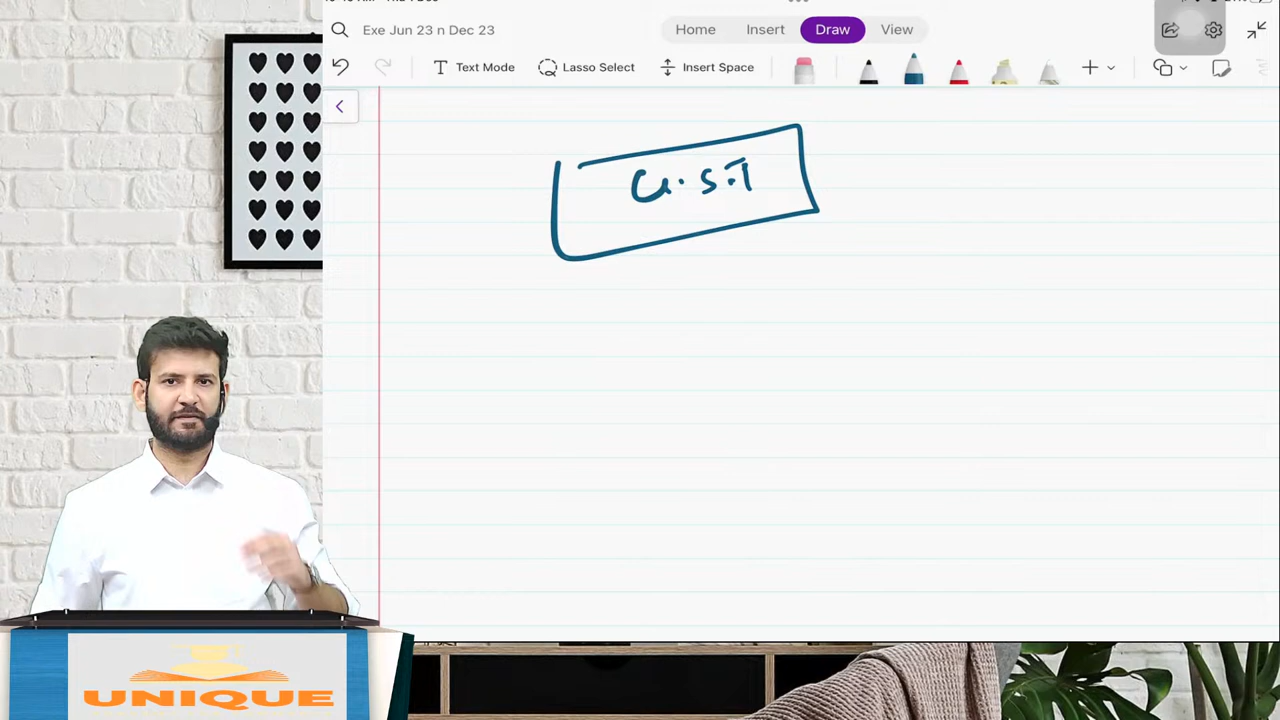 Exe Jun 23 n Dec 23
Home Insert Draw View
Text Mode Lasso Select Insert Space
G.S.T
UNIQUE